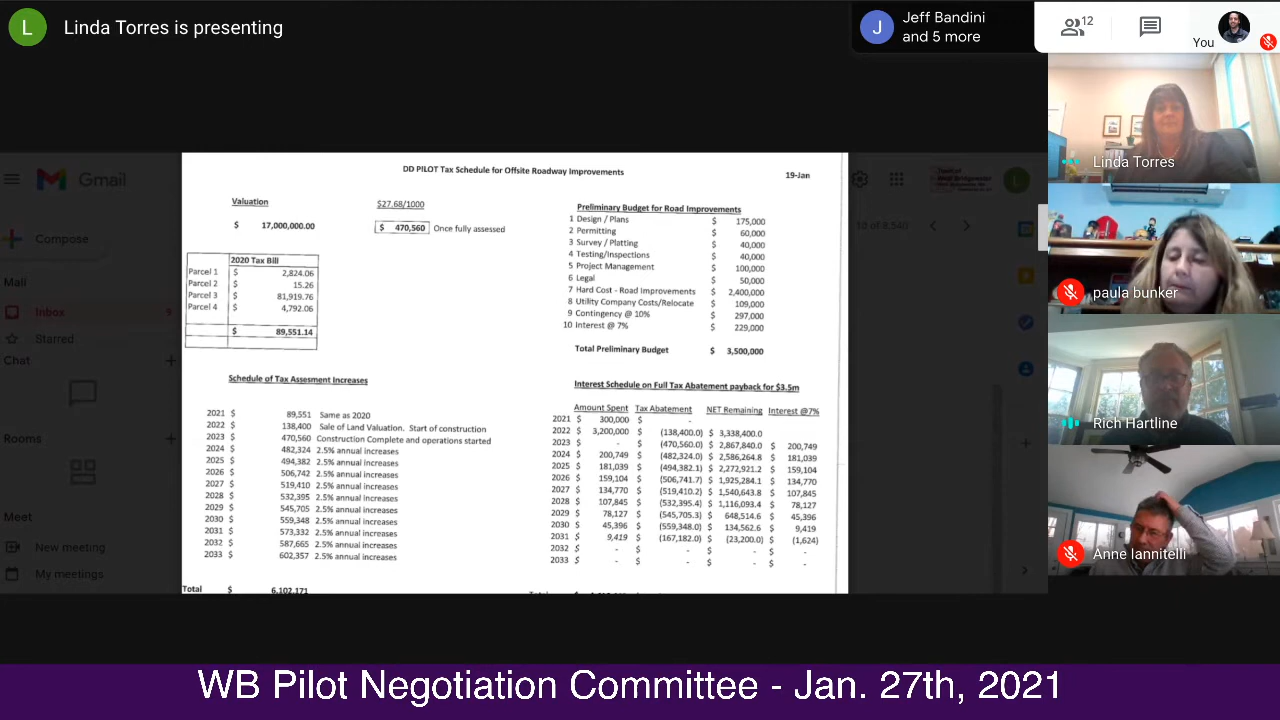 L
Linda Torres is presenting
J
Jeff Bandini
and 5 more
12
You
Linda Torres
paula bunker
Rich Hartline
Anne Iannitelli
Gmail
L
Compose
Mail
Inbox
5
Starred
Chat
Rooms
Meet
New meeting
My meetings
DD PILOT Tax Schedule for Offsite Roadway Improvements
19-Jan
Valuation
$ 17,000,000.00
$27.68/1000
$ 470,560 Once fully assessed
2020 Tax Bill
Parcel 1 $ 2,824.06
Parcel 2 $ 15.26
Parcel 3 $ 81,919.76
Parcel 4 $ 4,792.06
$ 89,551.14
Preliminary Budget for Road Improvements
1 Design / Plans $ 175,000
2 Permitting $ 60,000
3 Survey / Platting $ 40,000
4 Testing/Inspections $ 40,000
5 Project Management $ 100,000
6 Legal $ 50,000
7 Hard Cost - Road Improvements $ 2,400,000
8 Utility Company Costs/Relocate $ 109,000
9 Contingency @ 10% $ 297,000
10 Interest @ 7% $ 229,000
Total Preliminary Budget $ 3,500,000
Schedule of Tax Assesment Increases
2021 $ 89,551 Same as 2020
2022 $ 138,400 Sale of Land Valuation. Start of construction
2023 $ 470,560 Construction Complete and operations started
2024 $ 482,324 2.5% annual increases
2025 $ 494,382 2.5% annual increases
2026 $ 506,742 2.5% annual increases
2027 $ 519,410 2.5% annual increases
2028 $ 532,395 2.5% annual increases
2029 $ 545,705 2.5% annual increases
2030 $ 559,348 2.5% annual increases
2031 $ 573,332 2.5% annual increases
2032 $ 587,665 2.5% annual increases
2033 $ 602,357 2.5% annual increases
Total $ 6,102,171
Interest Schedule on Full Tax Abatement payback for $3.5m
Amount Spent Tax Abatement NET Remaining Interest @7%
2021 $ 300,000 $ -
2022 $ 3,200,000 $ (138,400.0) $ 3,338,400.0
2023 $ - $ (470,560.0) $ 2,867,840.0 $ 200,749
2024 $ 200,749 $ (482,324.0) $ 2,586,264.8 $ 181,039
2025 $ 181,039 $ (494,382.1) $ 2,272,921.2 $ 159,104
2026 $ 159,104 $ (506,741.7) $ 1,925,284.1 $ 134,770
2027 $ 134,770 $ (519,410.2) $ 1,540,643.8 $ 107,845
2028 $ 107,845 $ (532,395.4) $ 1,116,093.4 $ 78,127
2029 $ 78,127 $ (545,705.3) $ 648,514.6 $ 45,396
2030 $ 45,396 $ (559,348.0) $ 134,562.6 $ 9,419
2031 $ 9,419 $ (167,182.0) $ (23,200.0) $ (1,624)
2032 $ - $ - $ - $ -
2033 $ - $ - $ - $ -
WB Pilot Negotiation Committee - Jan. 27th, 2021